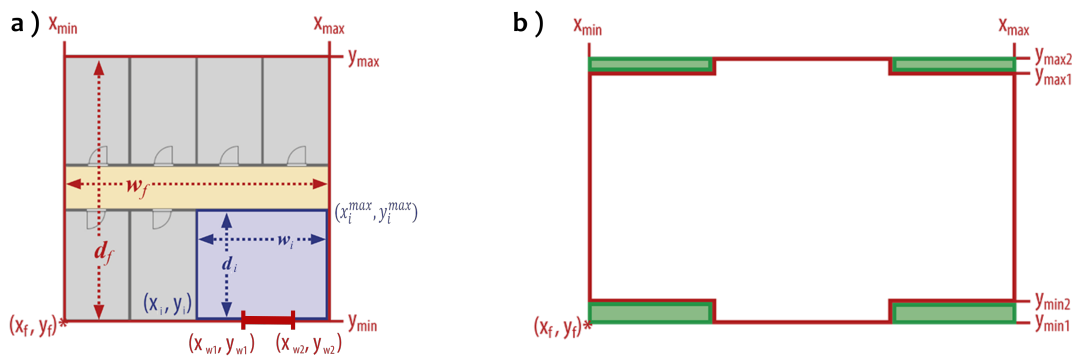 a )
x_min
x_max
y_max
w_f
(x_i^max, y_i^max)
w_i
d_f
d_i
(x_i, y_i)
(x_f, y_f)*
y_min
(x_w1, y_w1)
(x_w2, y_w2)
b )
x_min
x_max
y_max2
y_max1
y_min2
(x_f, y_f)*
y_min1